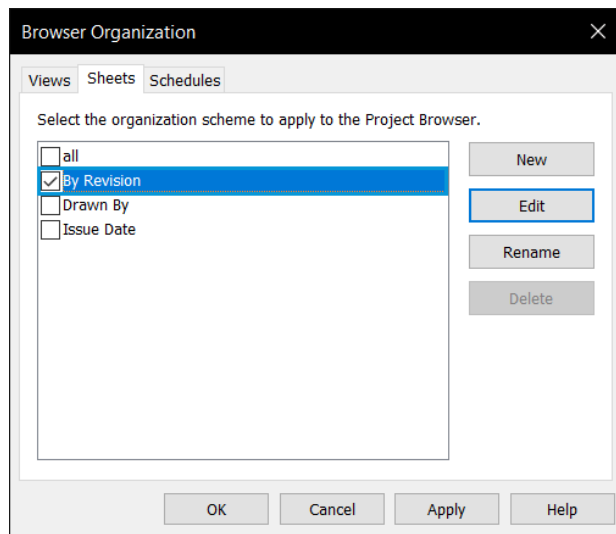 Browser Organization
Views Sheets Schedules
Select the organization scheme to apply to the Project Browser.
all
By Revision
Drawn By
Issue Date
New
Edit
Rename
Delete
OK Cancel Apply Help